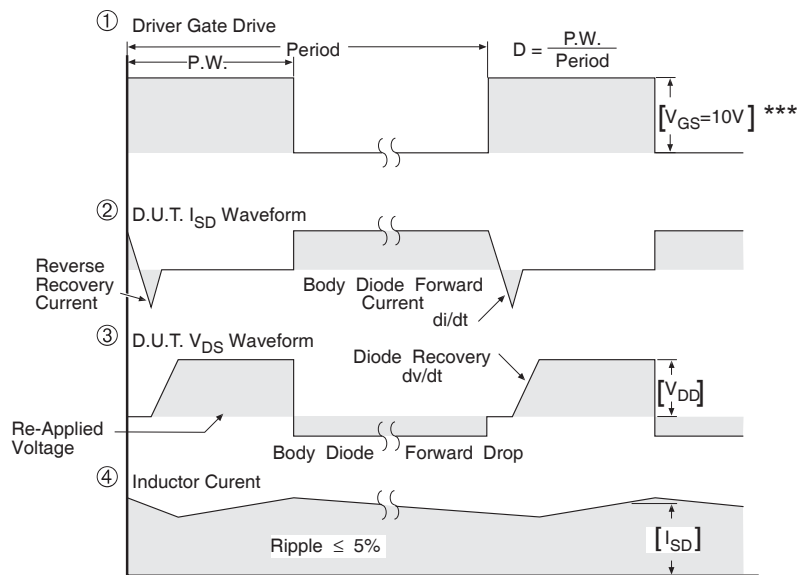 ① Driver Gate Drive
Period
P.W.
D = P.W. / Period
[VGS=10V] ***
② D.U.T. ISD Waveform
Reverse
Recovery
Current
Body Diode Forward
Current
di/dt
③ D.U.T. VDS Waveform
Diode Recovery
dv/dt
[VDD]
Re-Applied
Voltage
Body Diode Forward Drop
④ Inductor Curent
Ripple ≤ 5%
[ISD]